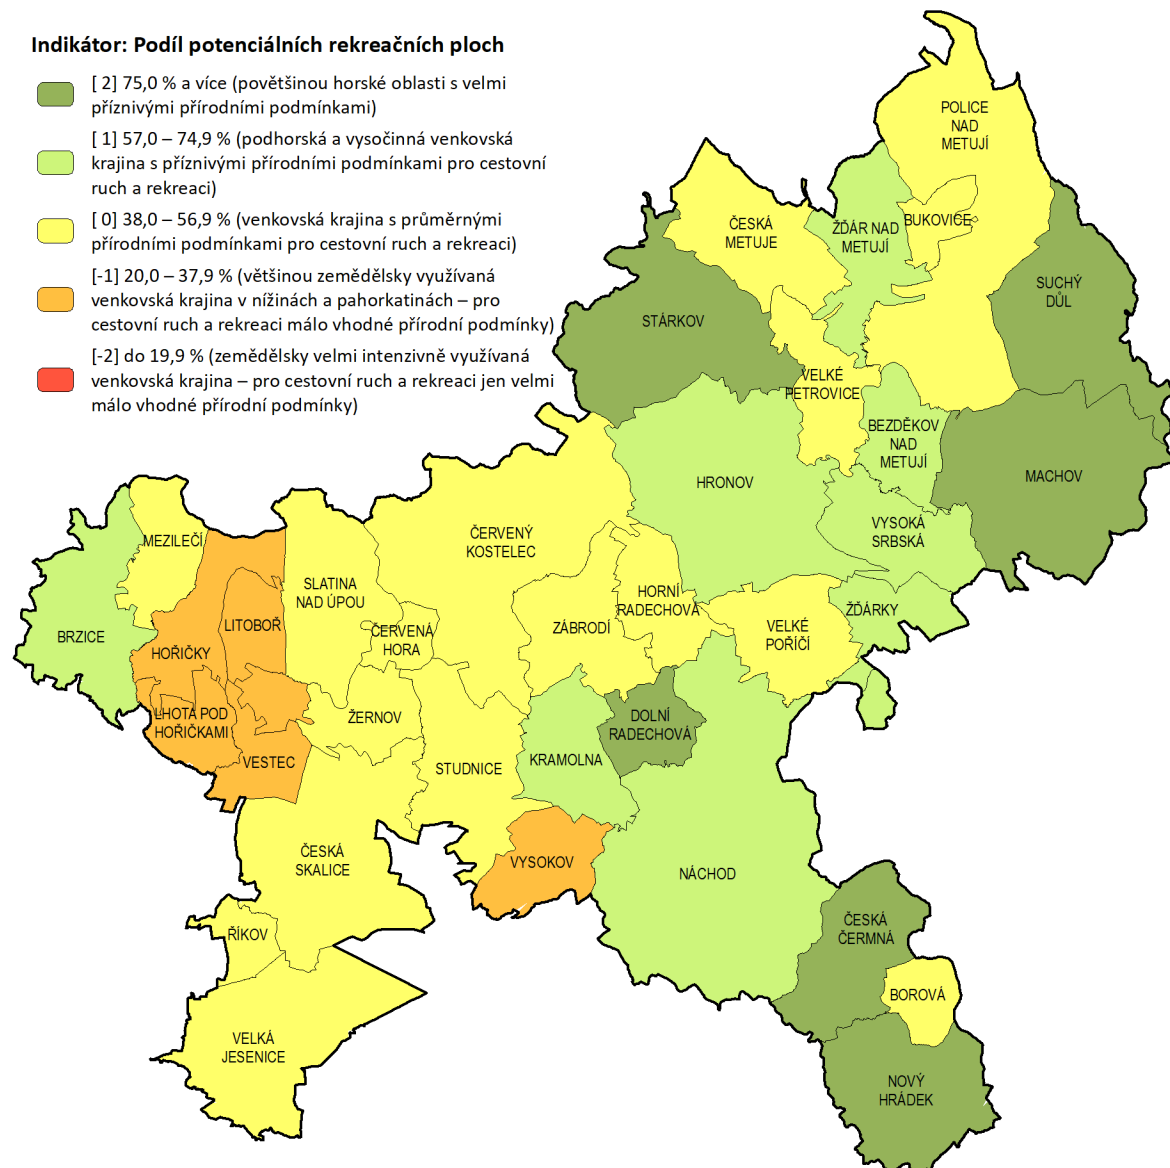 Indikátor: Podíl potenciálních rekreačních ploch
[ 2] 75,0 % a více (povětšinou horské oblasti s velmi
příznivými přírodními podmínkami)
[ 1] 57,0 – 74,9 % (podhorská a vysočinná venkovská
krajina s příznivými přírodními podmínkami pro cestovní
ruch a rekreaci)
[ 0] 38,0 – 56,9 % (venkovská krajina s průměrnými
přírodními podmínkami pro cestovní ruch a rekreaci)
[-1] 20,0 – 37,9 % (většinou zemědělsky využívaná
venkovská krajina v nížinách a pahorkatinách – pro
cestovní ruch a rekreaci málo vhodné přírodní podmínky)
[-2] do 19,9 % (zemědělsky velmi intenzivně využívaná
venkovská krajina – pro cestovní ruch a rekreaci jen velmi
málo vhodné přírodní podmínky)
POLICE
NAD
METUJÍ
ČESKÁ
METUJE
ŽĎÁR NAD
METUJÍ
BUKOVICE
SUCHÝ
DŮL
STÁRKOV
VELKÉ
PETROVICE
BEZDĚKOV
NAD
METUJÍ
MACHOV
HRONOV
VYSOKÁ
SRBSKÁ
ČERVENÝ
KOSTELEC
MEZILEČÍ
SLATINA
NAD ÚPOU
HORNÍ
RADECHOVÁ
ŽĎÁRKY
LITOBOŘ
ČERVENÁ
HORA
ZÁBRODÍ
VELKÉ
POŘÍČÍ
BRZICE
HOŘIČKY
LHOTA POD
HOŘIČKAMI
ŽERNOV
DOLNÍ
RADECHOVÁ
VESTEC
STUDNICE
KRAMOLNA
ČESKÁ
SKALICE
VYSOKOV
NÁCHOD
ŘÍKOV
ČESKÁ
ČERMNÁ
BOROVÁ
VELKÁ
JESENICE
NOVÝ
HRÁDEK